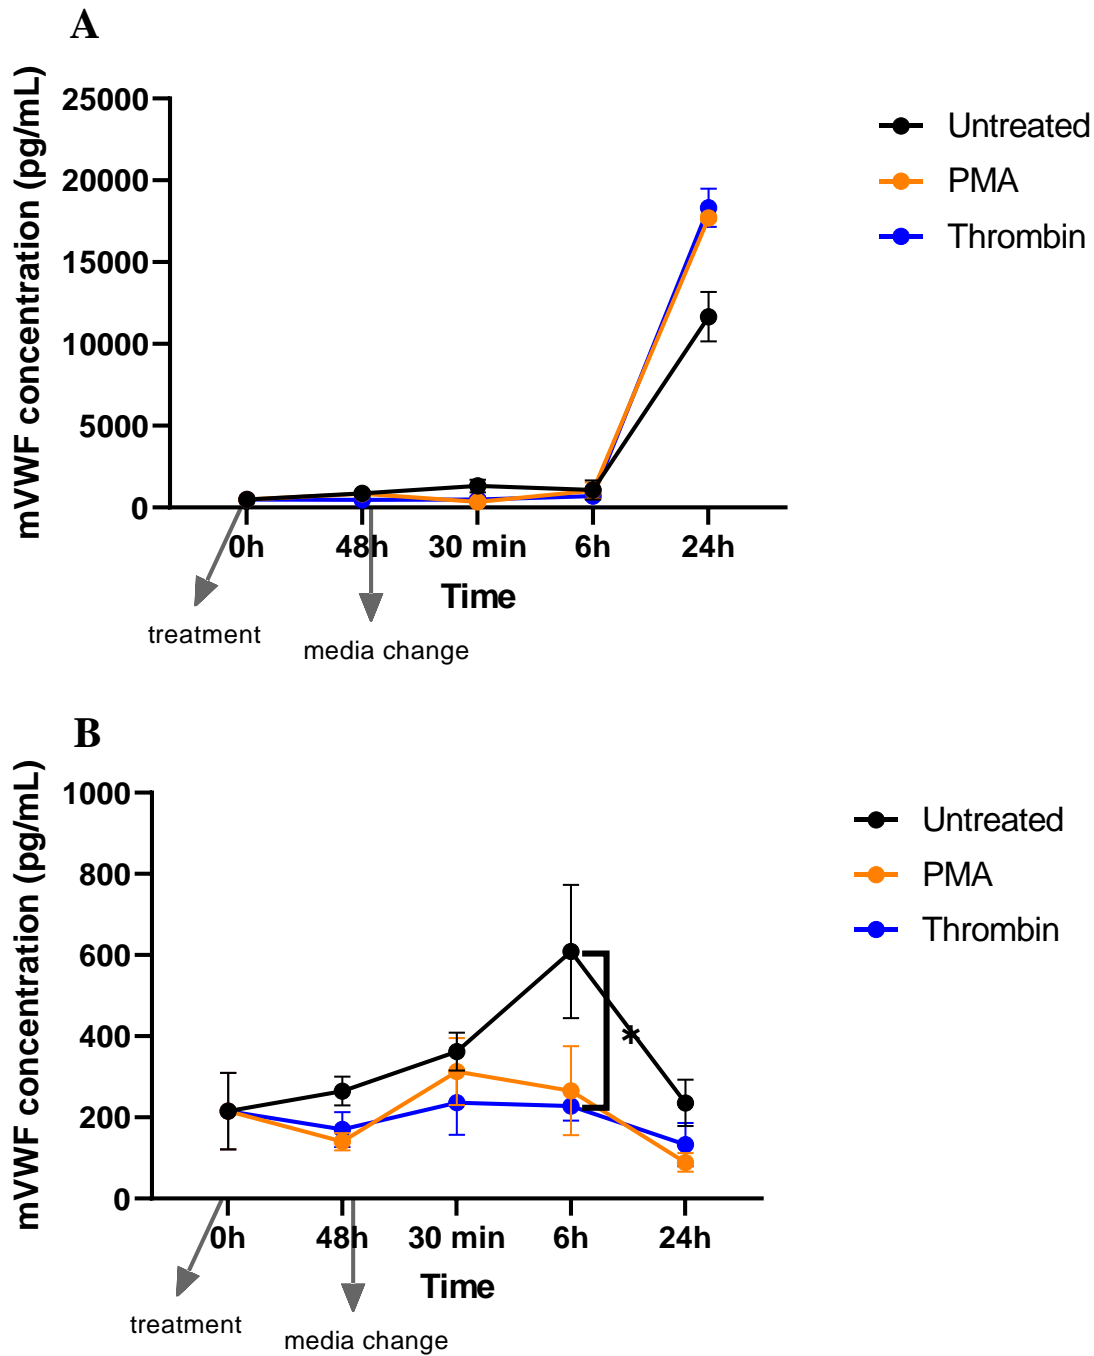 A
mVWF concentration (pg/mL)
25000
20000
15000
10000
5000
0
0h 48h 30 min 6h 24h
Time
treatment
media change
Untreated
PMA
Thrombin
B
mVWF concentration (pg/mL)
1000
800
600
400
200
0
*
0h 48h 30 min 6h 24h
Time
treatment
media change
Untreated
PMA
Thrombin